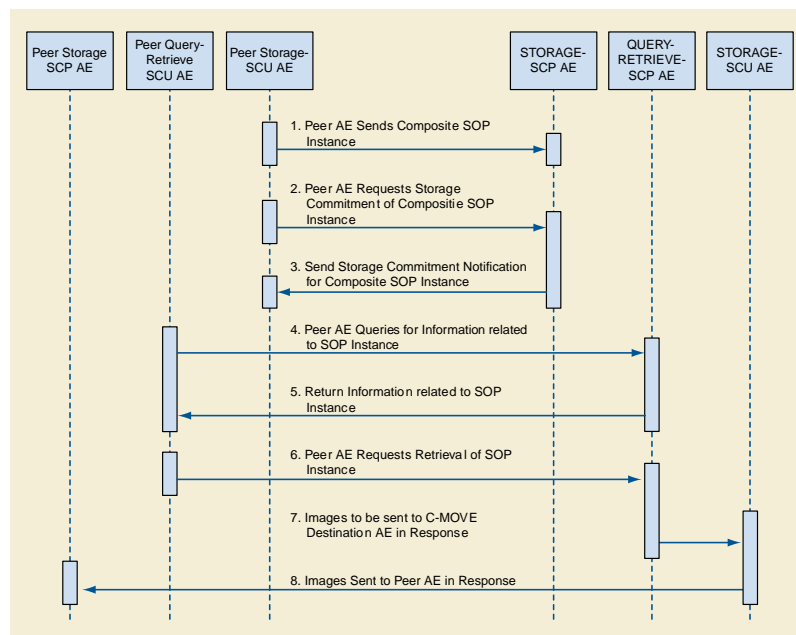 Peer Storage
SCP AE
Peer Query-
Retrieve
SCU AE
Peer Storage-
SCU AE
STORAGE-
SCP AE
QUERY-
RETRIEVE-
SCP AE
STORAGE-
SCU AE
1. Peer AE Sends Composite SOP
Instance
2. Peer AE Requests Storage
Commitment of Compositie SOP
Instance
3. Send Storage Commitment Notification
for Composite SOP Instance
4. Peer AE Queries for Information related
to SOP Instance
5. Return Information related to SOP
Instance
6. Peer AE Requests Retrieval of SOP
Instance
7. Images to be sent to C-MOVE
Destination AE in Response
8. Images Sent to Peer AE in Response